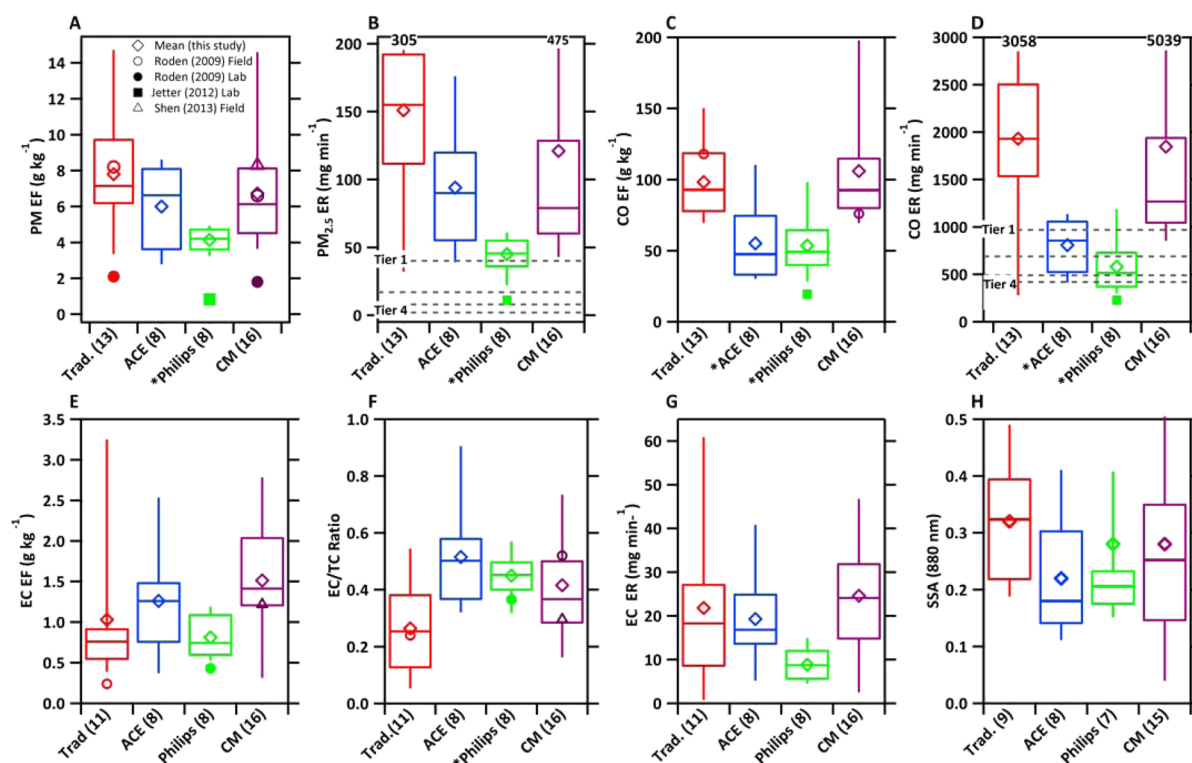 A
PM EF (g kg⁻¹)
14
12
10
8
6
4
2
0
Mean (this study)
Roden (2009) Field
Roden (2009) Lab
Jetter (2012) Lab
Shen (2013) Field
Trad. (13)
ACE (8)
*Philips (8)
CM (16)
B
PM₂.₅ ER (mg min⁻¹)
200
150
100
50
0
305
475
Tier 1
Tier 4
Trad. (13)
ACE (8)
*Philips (8)
CM (16)
C
CO EF (g kg⁻¹)
200
150
100
50
0
Trad. (13)
*ACE (8)
*Philips (8)
CM (16)
D
CO ER (mg min⁻¹)
3000
2500
2000
1500
1000
500
0
3058
5039
Tier 1
Tier 4
Trad. (13)
*ACE (8)
*Philips (8)
CM (16)
E
EC EF (g kg⁻¹)
3.5
3.0
2.5
2.0
1.5
1.0
0.5
0.0
Trad (11)
ACE (8)
Philips (8)
CM (16)
F
EC/TC Ratio
1.0
0.8
0.6
0.4
0.2
0.0
Trad. (11)
ACE (8)
*Philips (8)
CM (16)
G
EC ER (mg min-¹)
60
50
40
30
20
10
0
Trad. (11)
ACE (8)
Philips (8)
CM (16)
H
SSA (880 nm)
0.5
0.4
0.3
0.2
0.1
0.0
Trad. (9)
ACE (8)
Philips (7)
CM (15)